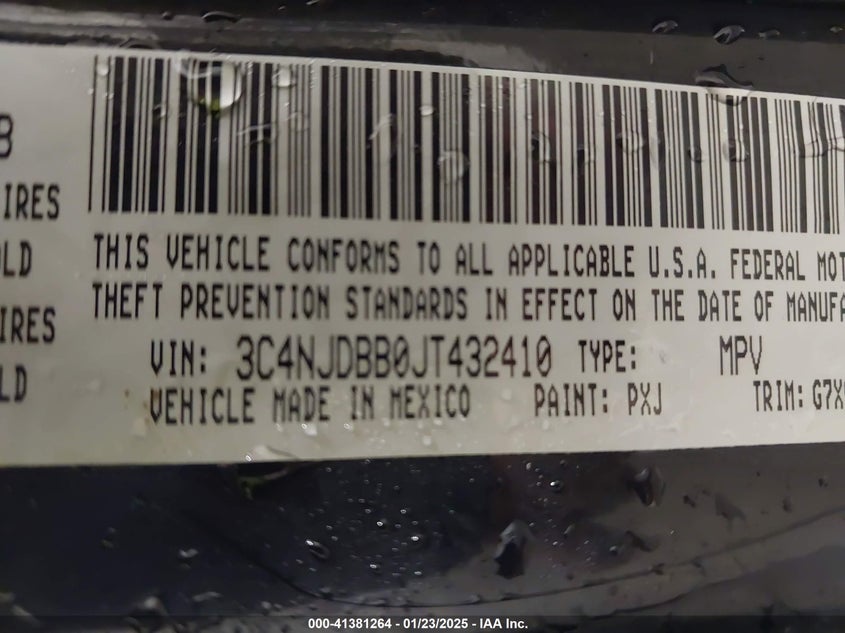 B
IRES
OLD
IRES
LD
THIS VEHICLE CONFORMS TO ALL APPLICABLE U.S.A. FEDERAL MOT
THEFT PREVENTION STANDARDS IN EFFECT ON THE DATE OF MANUFA
VIN: 3C4NJDBB0JT432410 TYPE: MPV
VEHICLE MADE IN MEXICO PAINT: PXJ TRIM: G7X
000-41381264 - 01/23/2025 - IAA Inc.